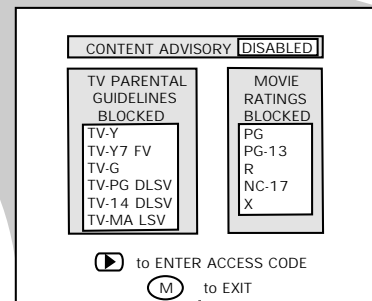 CONTENT ADVISORY DISABLED
TV PARENTAL
GUIDELINES
BLOCKED
TV-Y
TV-Y7 FV
TV-G
TV-PG DLSV
TV-14 DLSV
TV-MA LSV
MOVIE
RATINGS
BLOCKED
PG
PG-13
R
NC-17
X
to ENTER ACCESS CODE
M to EXIT